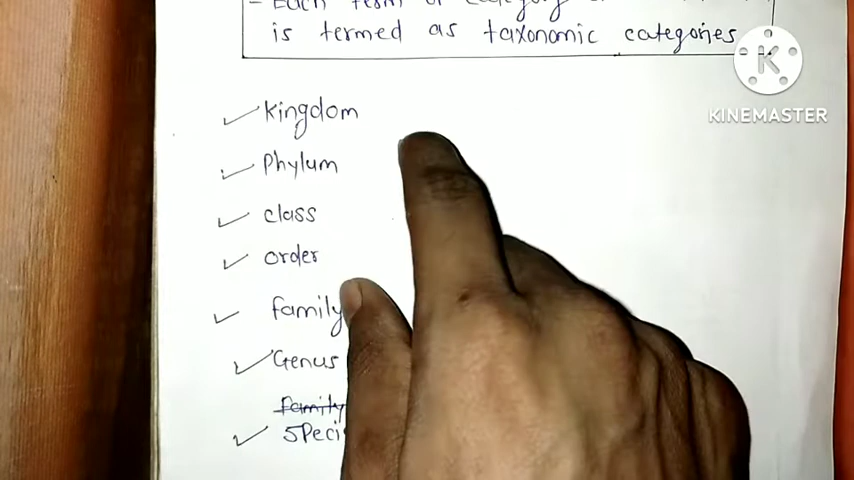 is termed as taxonomic categories
K
KINEMASTER
Kingdom
Phylum
class
order
family
Genus
family